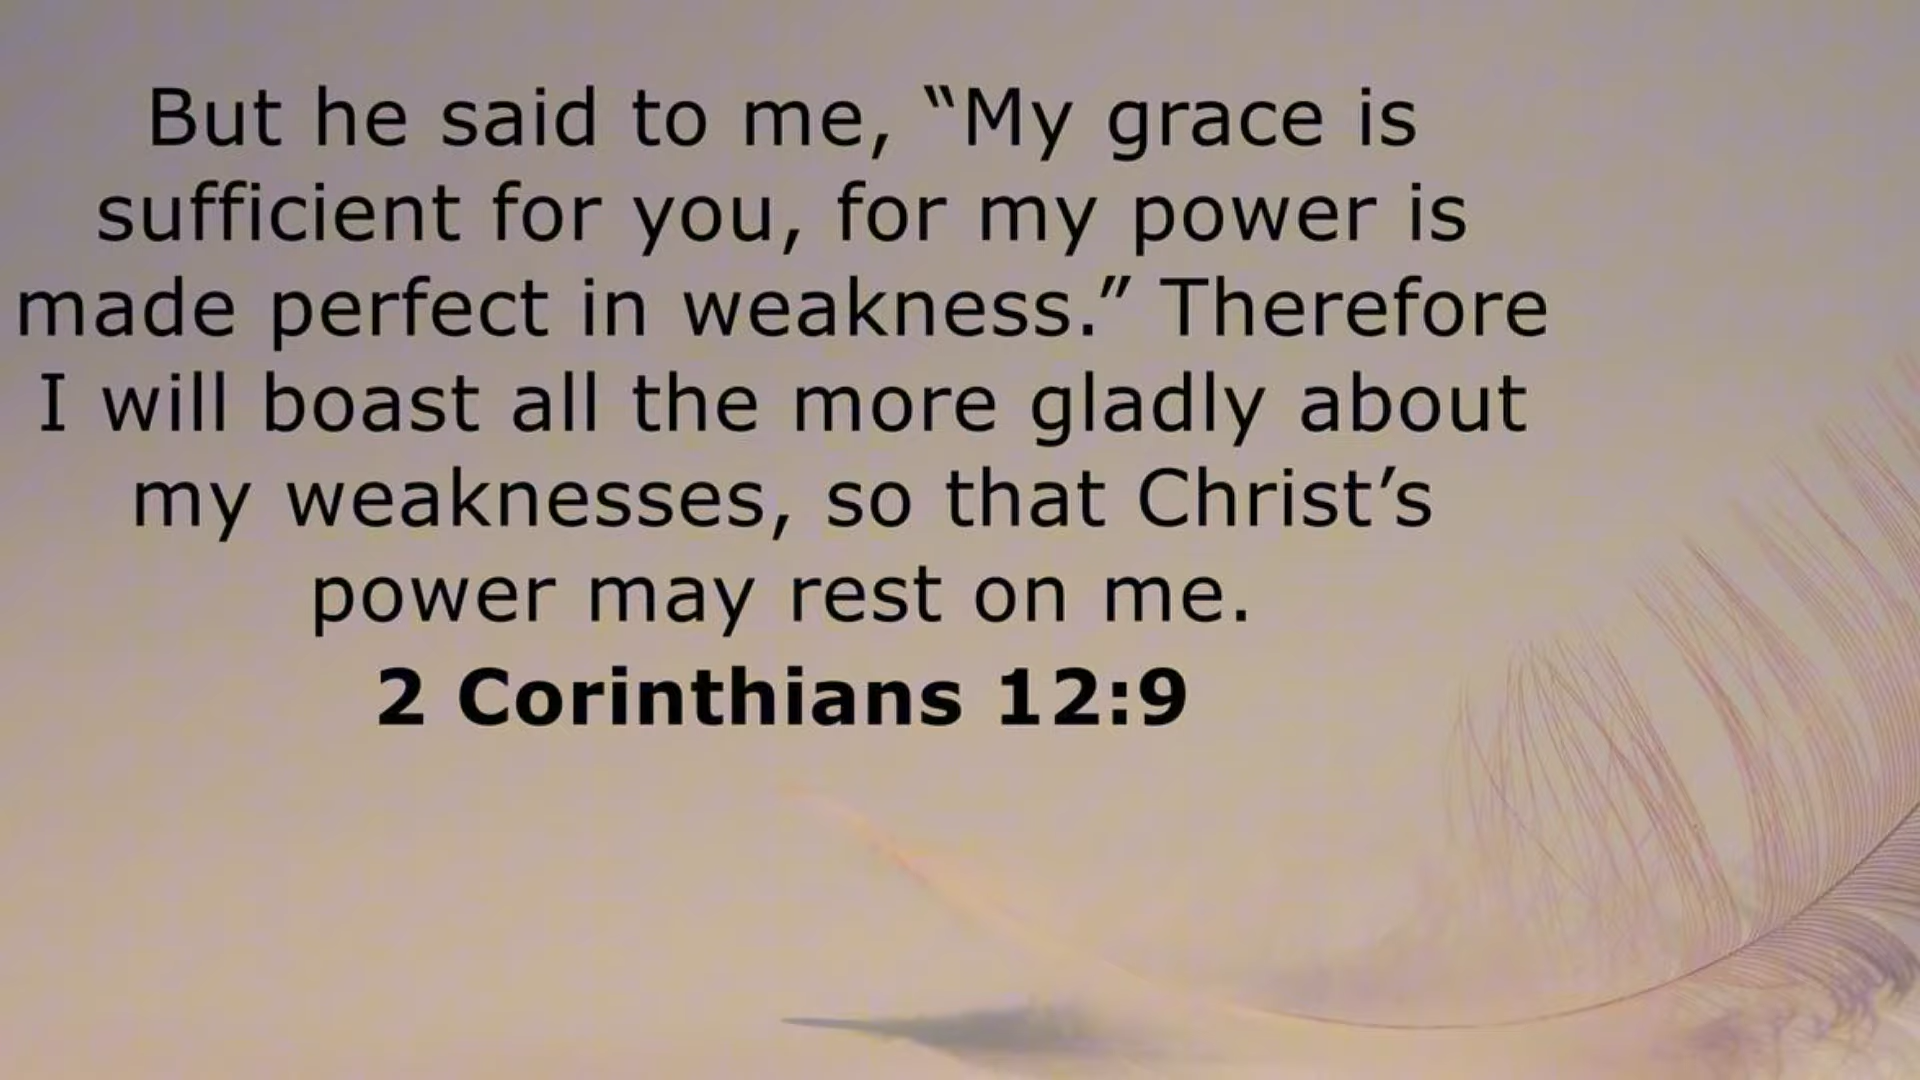 But he said to me, “My grace is
sufficient for you, for my power is
made perfect in weakness.” Therefore
I will boast all the more gladly about
my weaknesses, so that Christ’s
power may rest on me.
2 Corinthians 12:9